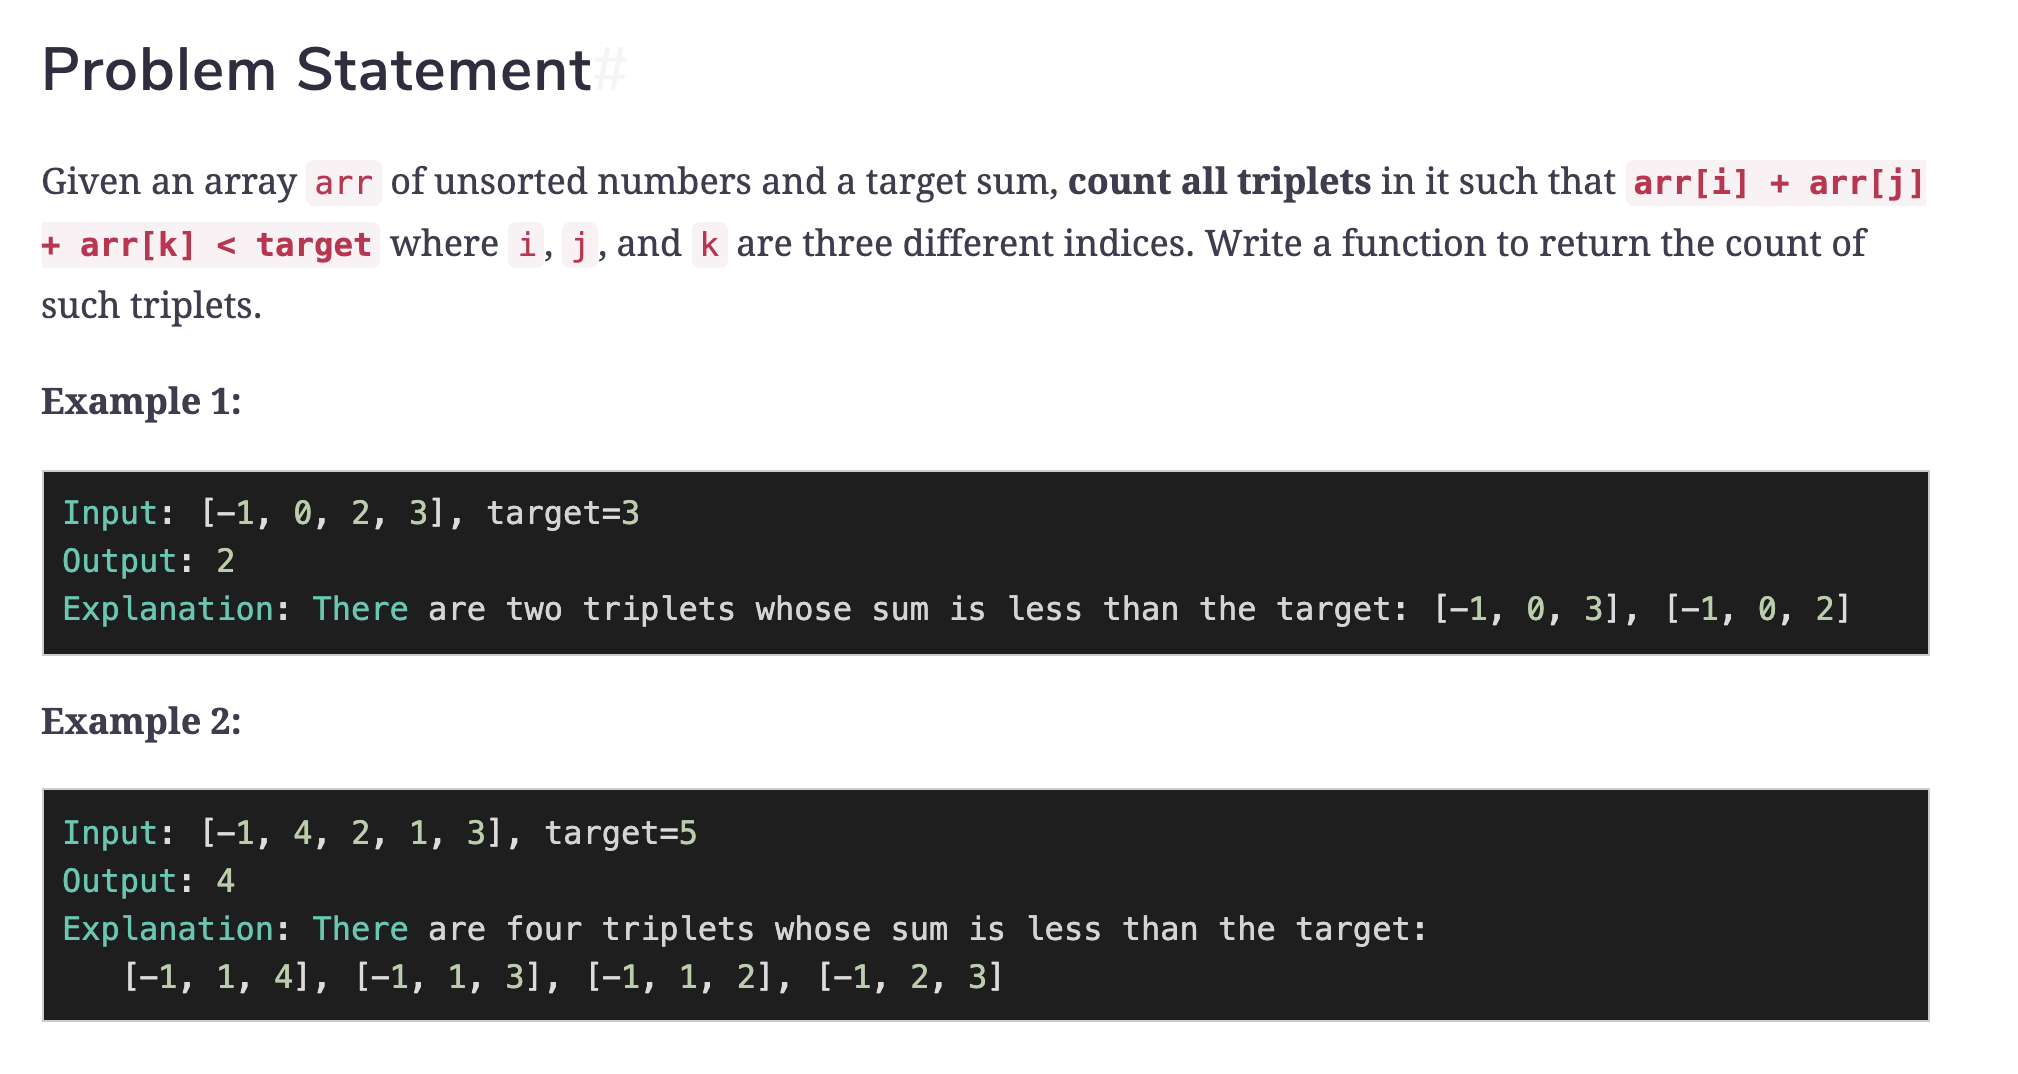 Problem Statement#
Given an array arr of unsorted numbers and a target sum, count all triplets in it such that arr[i] + arr[j]
+ arr[k] < target where i, j, and k are three different indices. Write a function to return the count of
such triplets.
Example 1:
Input: [-1, 0, 2, 3], target=3
Output: 2
Explanation: There are two triplets whose sum is less than the target: [-1, 0, 3], [-1, 0, 2]
Example 2:
Input: [-1, 4, 2, 1, 3], target=5
Output: 4
Explanation: There are four triplets whose sum is less than the target:
[-1, 1, 4], [-1, 1, 3], [-1, 1, 2], [-1, 2, 3]